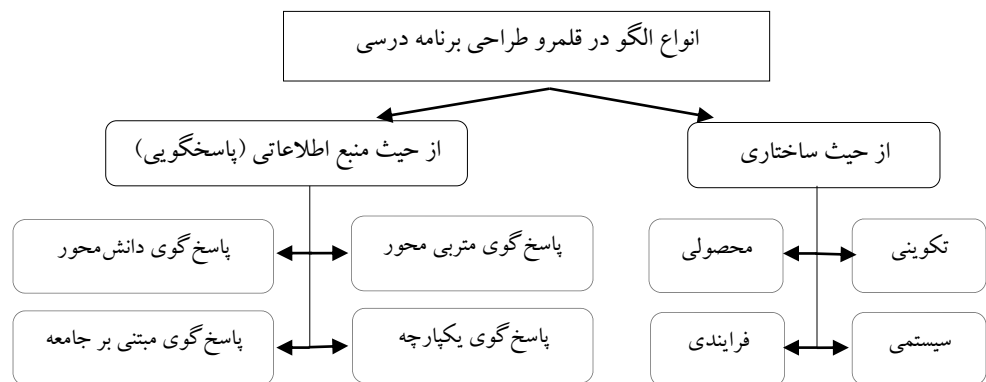 انواع الگو در قلمرو طراحی برنامه درسی
از حیث ساختاری
از حیث منبع اطلاعاتی (پاسخگویی)
تکوینی
محصولی
پاسخ‌گوی متربی محور
پاسخ‌گوی دانش‌محور
سیستمی
فرایندی
پاسخ‌گوی یکپارچه
پاسخ‌گوی مبتنی بر جامعه